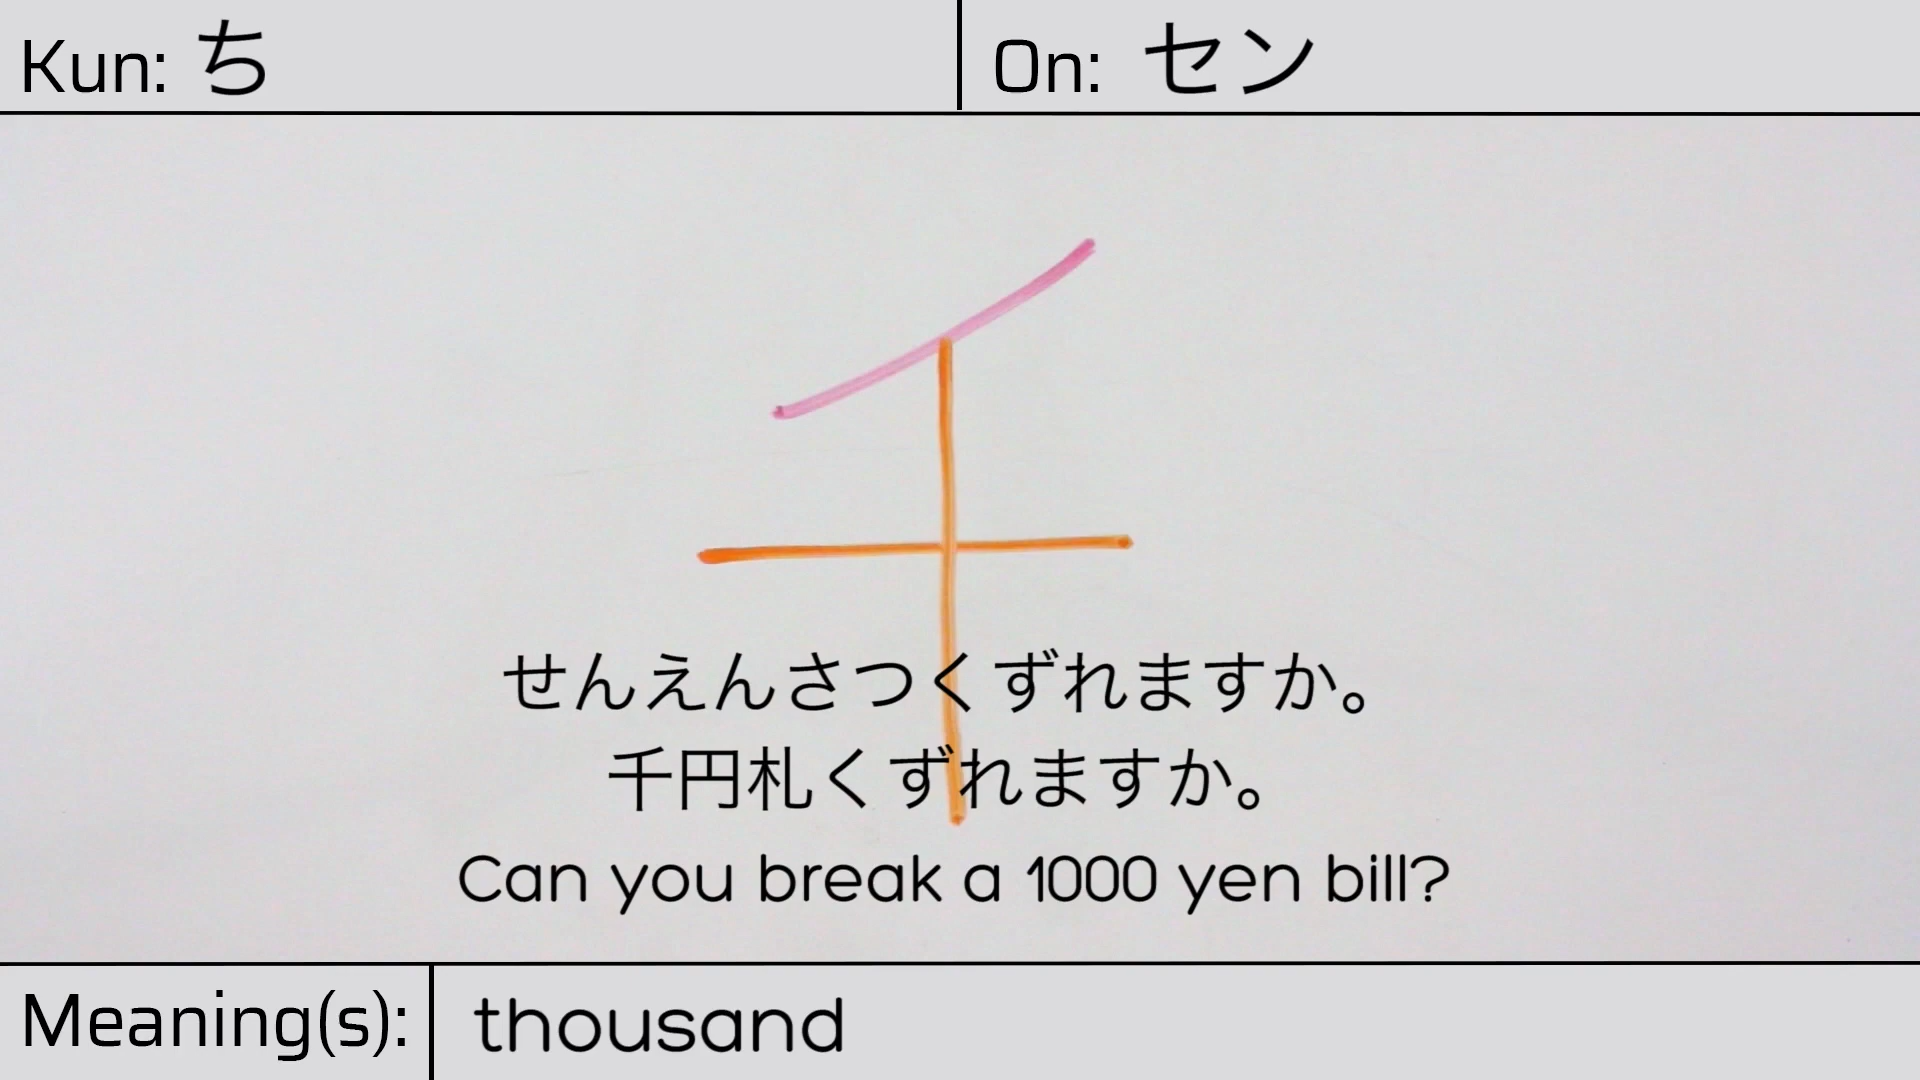 Kun: ち
On: セン
千
せんえんさつくずれますか。
千円札くずれますか。
Can you break a 1000 yen bill?
Meaning(s): thousand